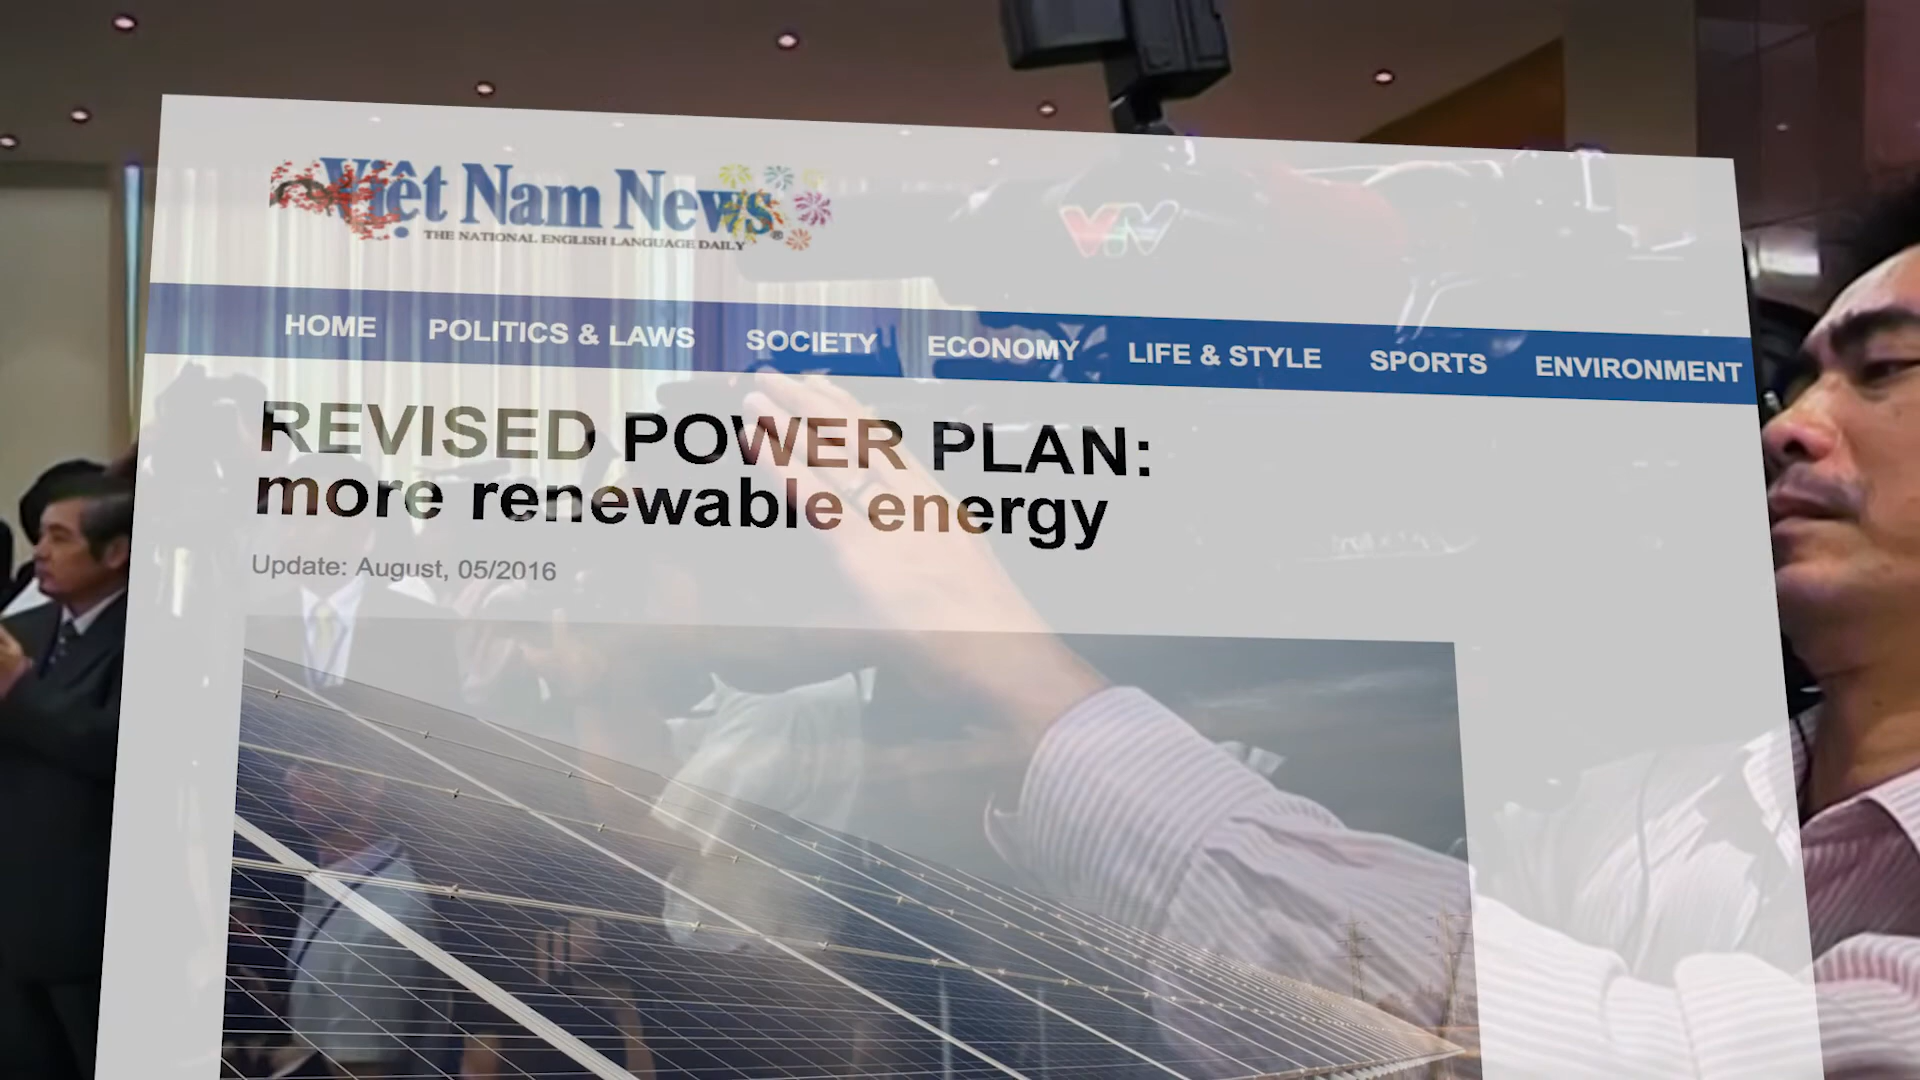 Việt Nam News®
THE NATIONAL ENGLISH LANGUAGE DAILY
VTV
HOME POLITICS & LAWS SOCIETY ECONOMY LIFE & STYLE SPORTS ENVIRONMENT
REVISED POWER PLAN:
more renewable energy
Update: August, 05/2016